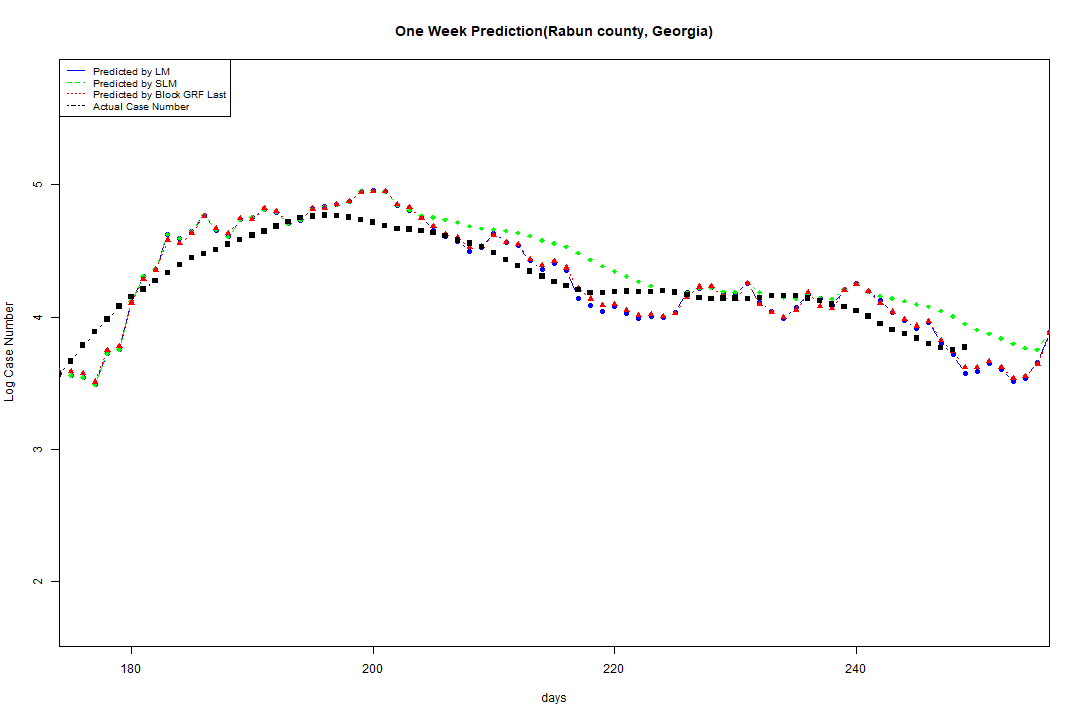 One Week Prediction(Rabun county, Georgia)
Predicted by LM
Predicted by SLM
Predicted by Block GRF Last
Actual Case Number
5
4
3
2
Log Case Number
180 200 220 240
days